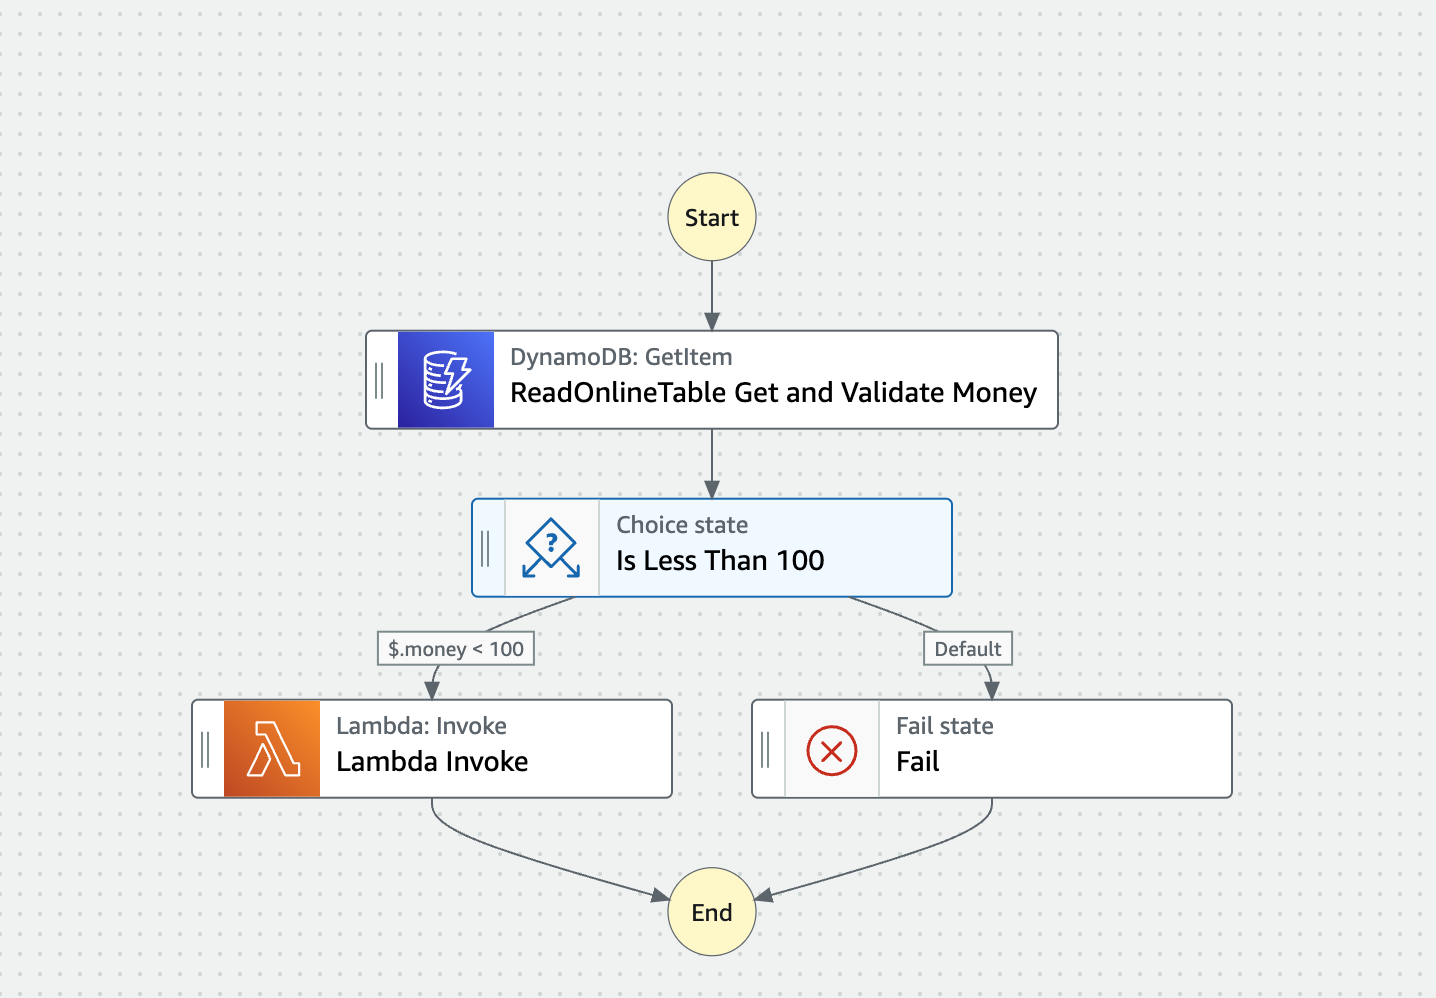 Start
DynamoDB: GetItem
ReadOnlineTable Get and Validate Money
?
Choice state
Is Less Than 100
$.money < 100
Default
Lambda: Invoke
Lambda Invoke
Fail state
Fail
End